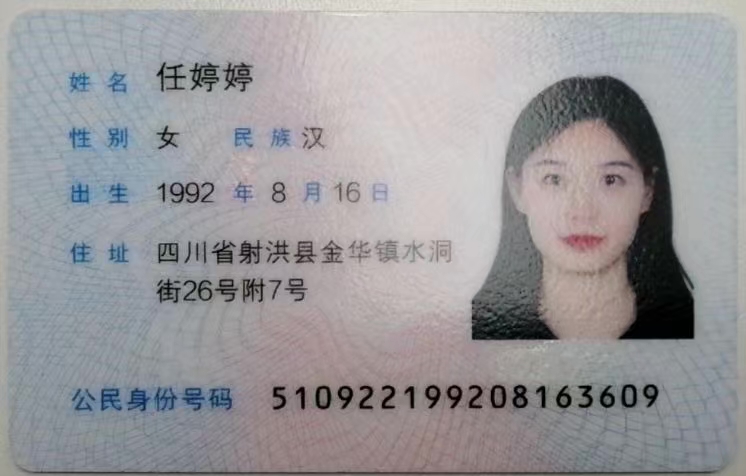 姓名 任婷婷
性别 女 民族 汉
出生 1992 年 8 月 16 日
住址 四川省射洪县金华镇水洞
街26号附7号
公民身份号码 510922199208163609